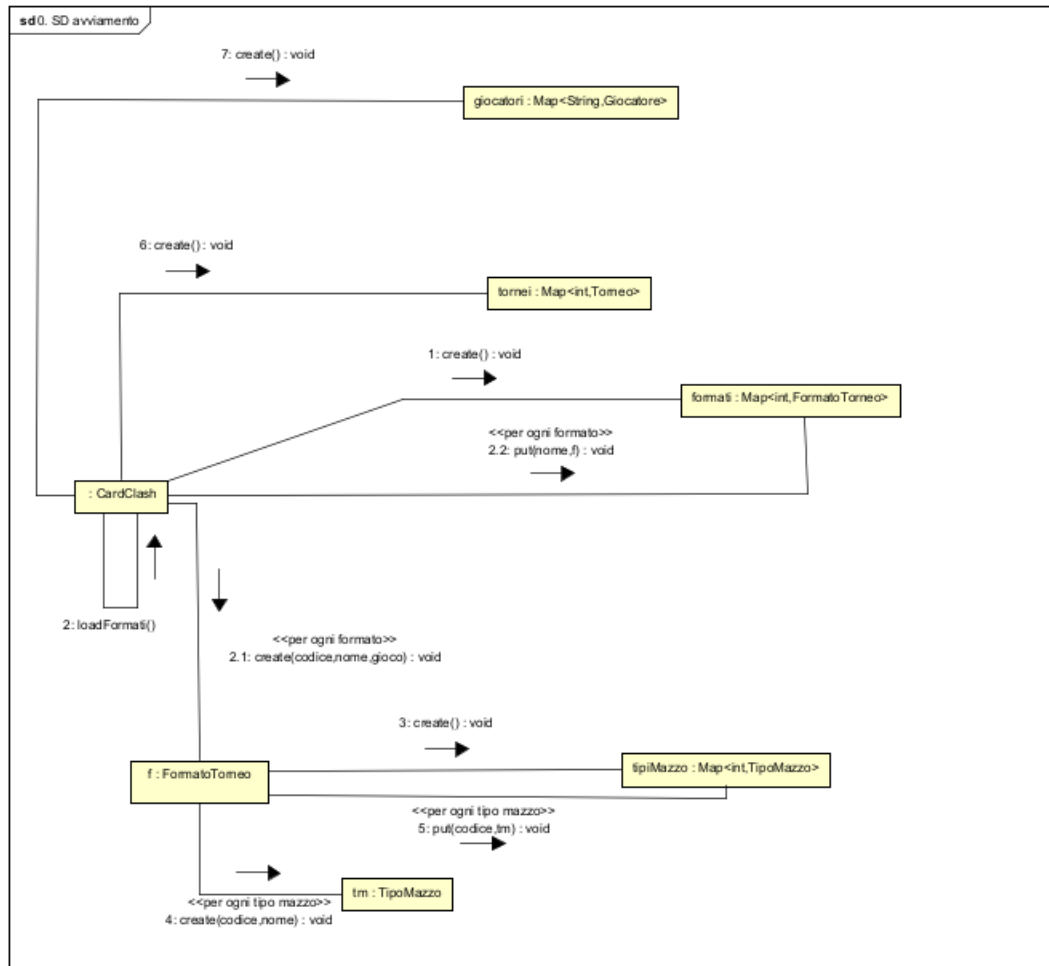 sd 0. SD avviamento
7: create() : void
giocatori : Map<String,Giocatore>
6: create() : void
tornei : Map<int,Torneo>
1: create() : void
formati : Map<int,FormatoTorneo>
<<per ogni formato>>
2.2: put(nome,f) : void
: CardClash
2: loadFormati()
<<per ogni formato>>
2.1: create(codice,nome,gioco) : void
3: create() : void
f : FormatoTorneo
tipiMazzo : Map<int,TipoMazzo>
<<per ogni tipo mazzo>>
5: put(codice,tm) : void
tm : TipoMazzo
<<per ogni tipo mazzo>>
4: create(codice,nome) : void